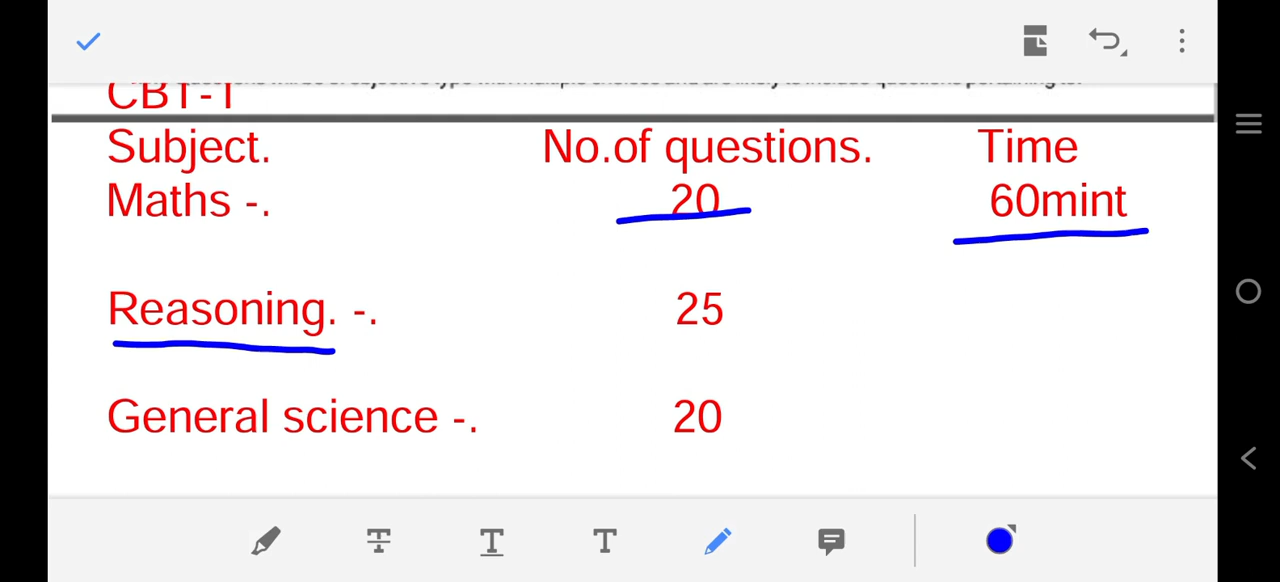 CBT-1
Subject. No.of questions. Time
Maths -. 20 60mint
Reasoning. -. 25
General science -. 20